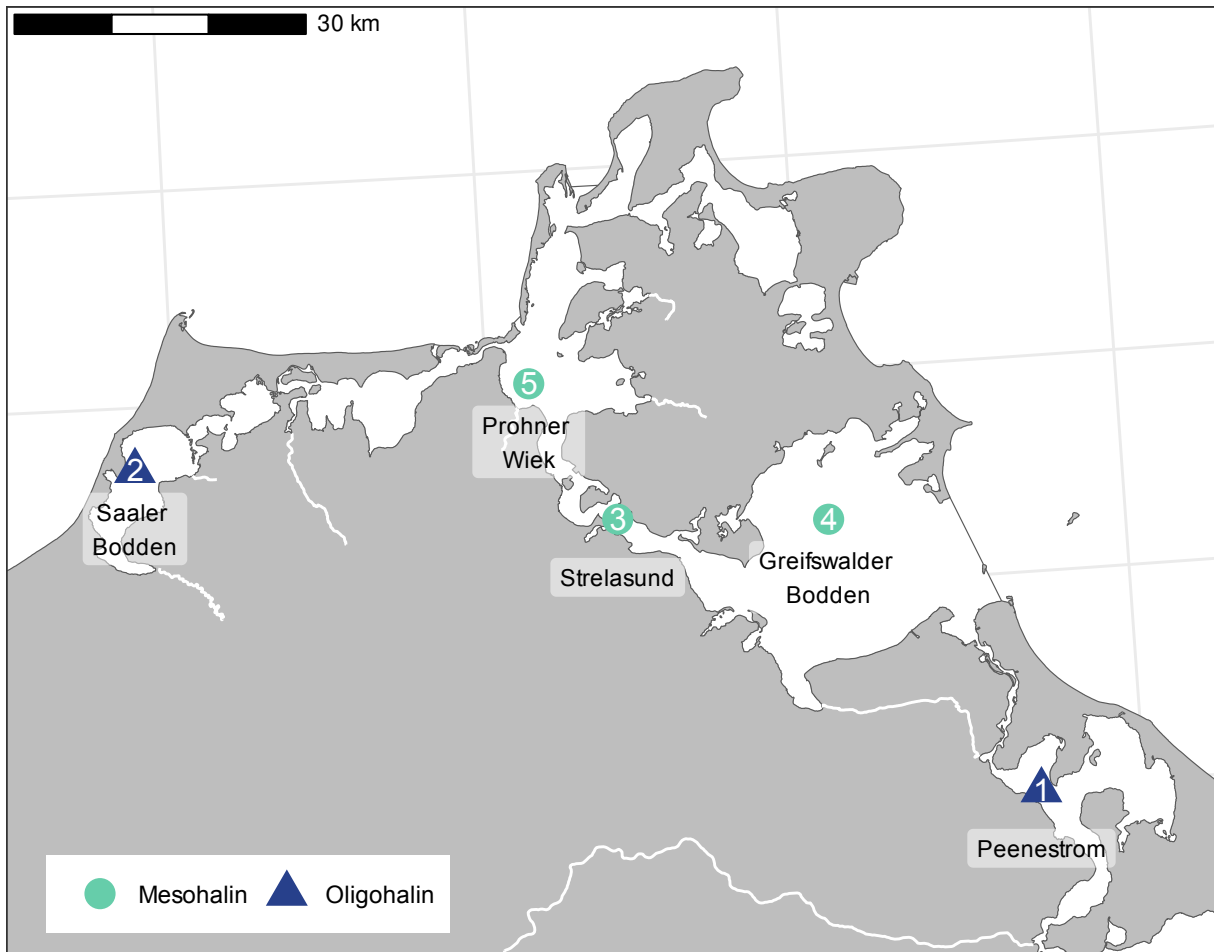 30 km
5
Prohner
Wiek
2
Saaler
Bodden
3
Strelasund
4
Greifswalder
Bodden
1
Peenestrom
Mesohalin
Oligohalin